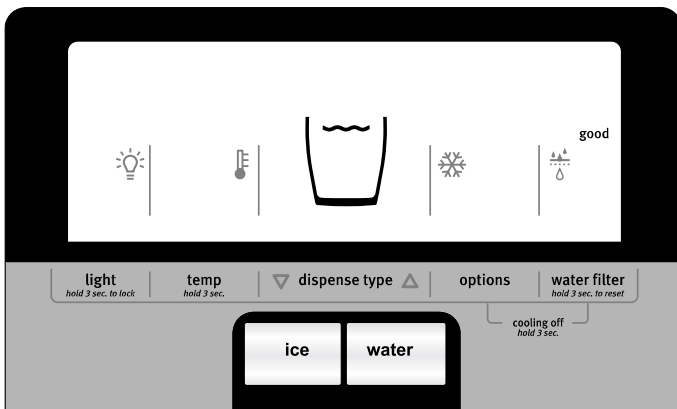 good
light
hold 3 sec. to lock
temp
hold 3 sec.
dispense type
options
water filter
hold 3 sec. to reset
cooling off
hold 3 sec.
ice
water